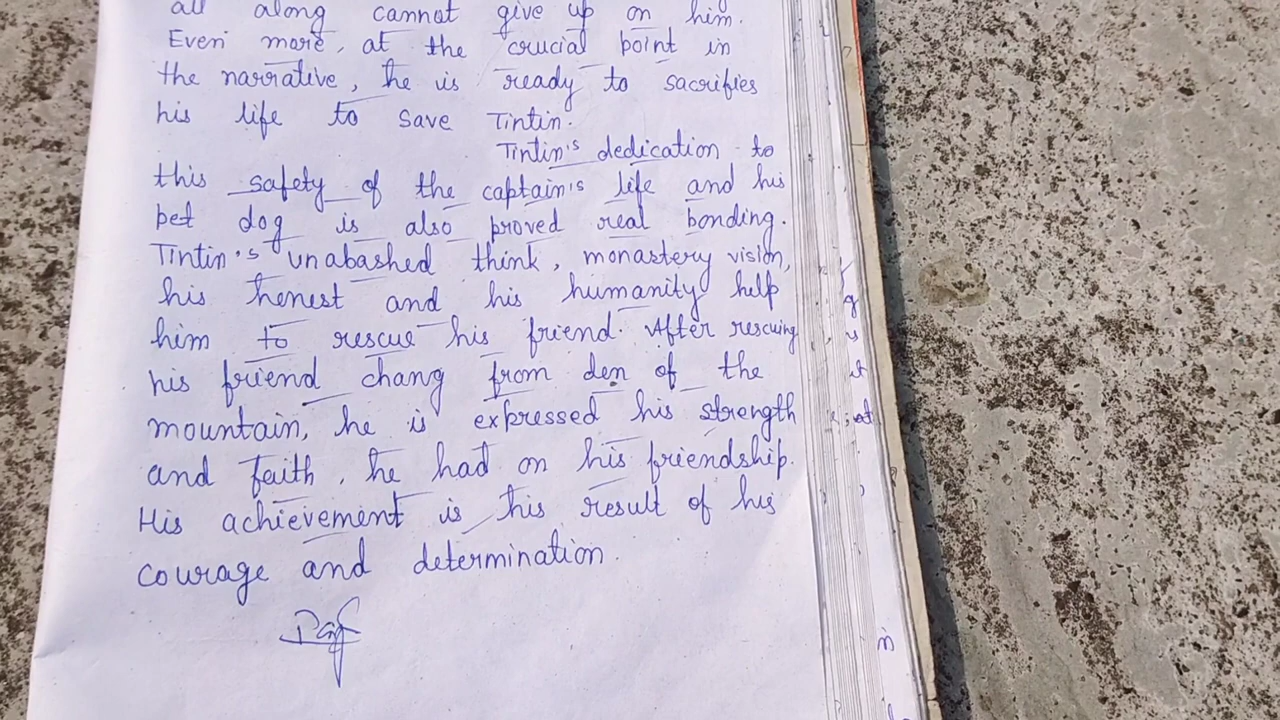 all along cannot give up on him.
Even more, at the crucial point in
the narrative, he is ready to sacrifies
his life to save Tintin.
Tintin's dedication to
this safety of the captain's life and his
pet dog is also proved real bonding.
Tintin's unabashed think, monastery vision,
his honest and his humanity help
him to rescue his friend. After rescuing
his friend chang from den of the
mountain, he is expressed his strength
and faith, he had on his friendship.
His achievement is this result of his
courage and determination.